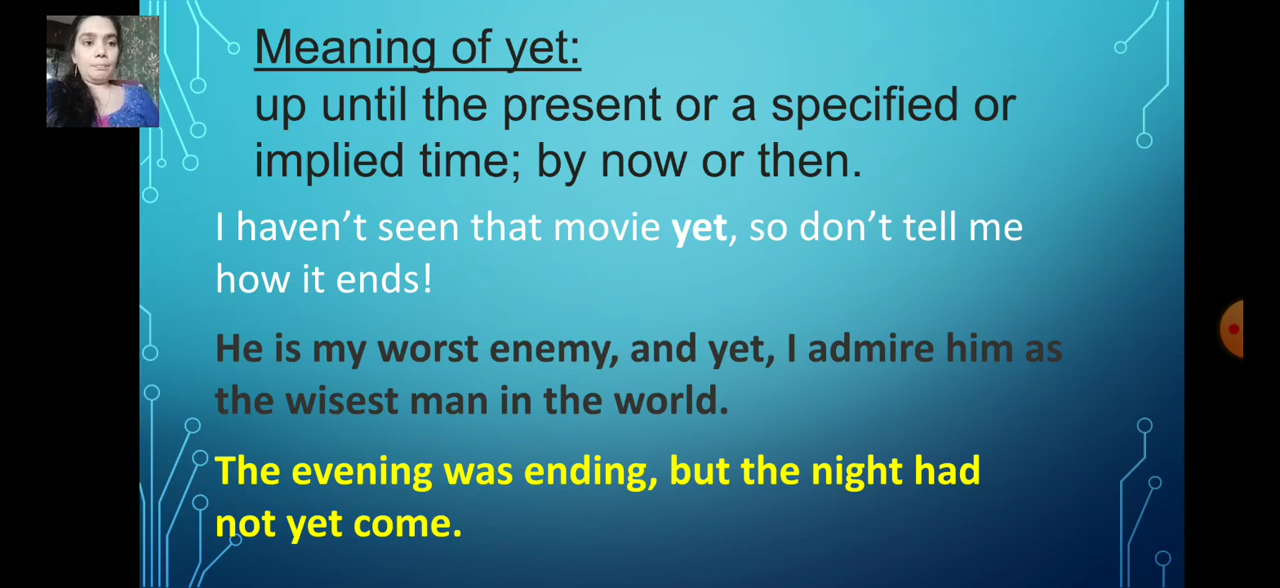 Meaning of yet:
up until the present or a specified or
implied time; by now or then.
I haven’t seen that movie yet, so don’t tell me
how it ends!
He is my worst enemy, and yet, I admire him as
the wisest man in the world.
The evening was ending, but the night had
not yet come.